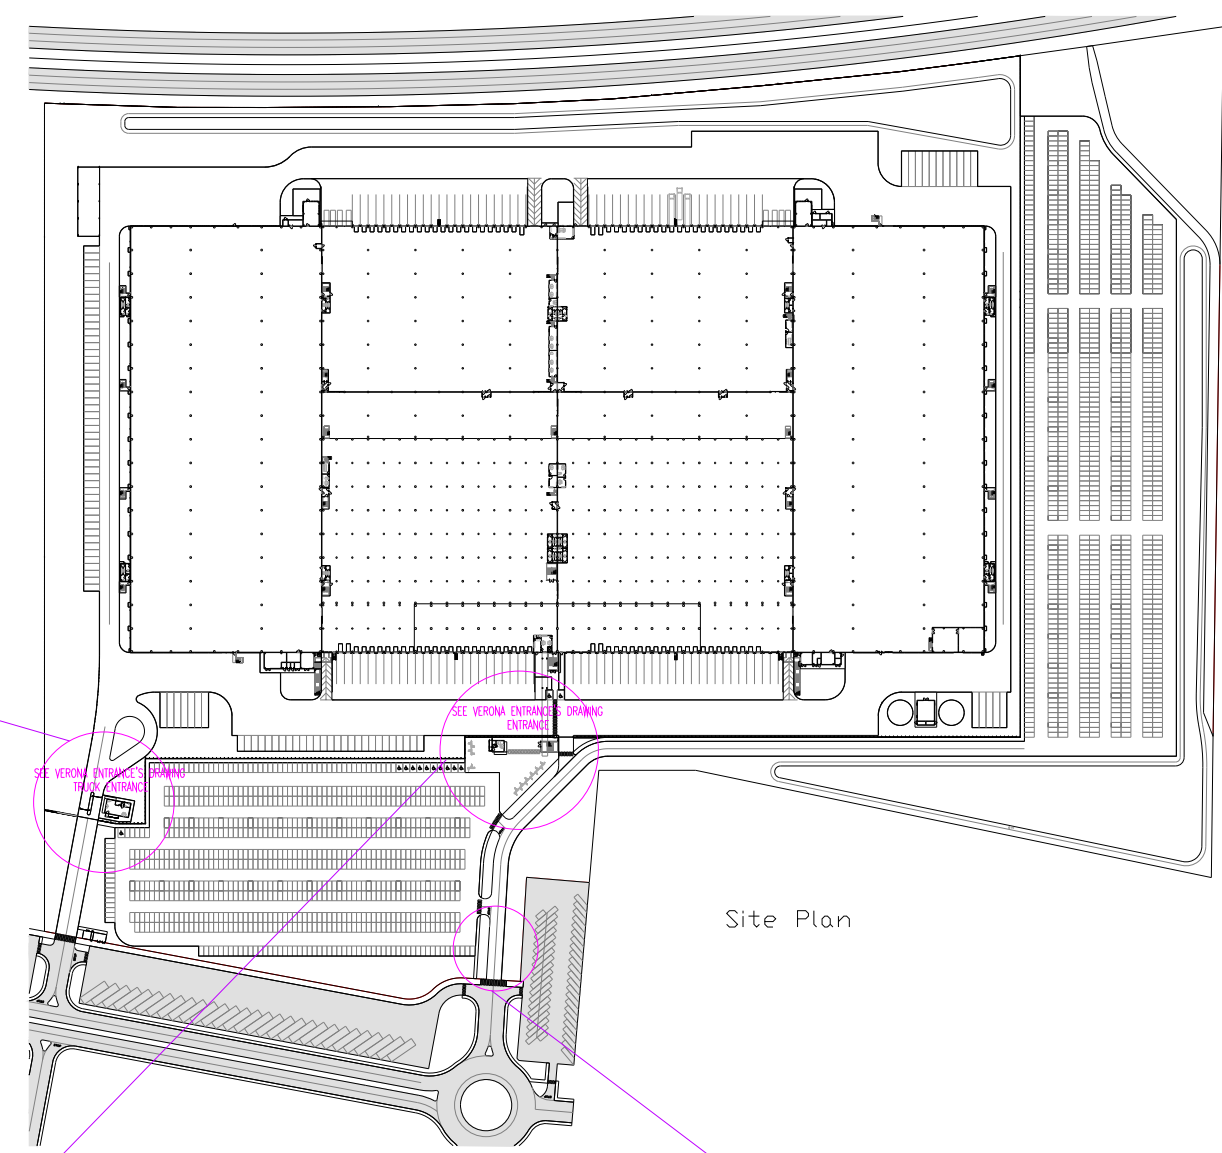 SEE VERONA ENTRANCE'S DRAWING
ENTRANCE
SEE VERONA ENTRANCE'S DRAWING
TRUCK ENTRANCE
Site Plan